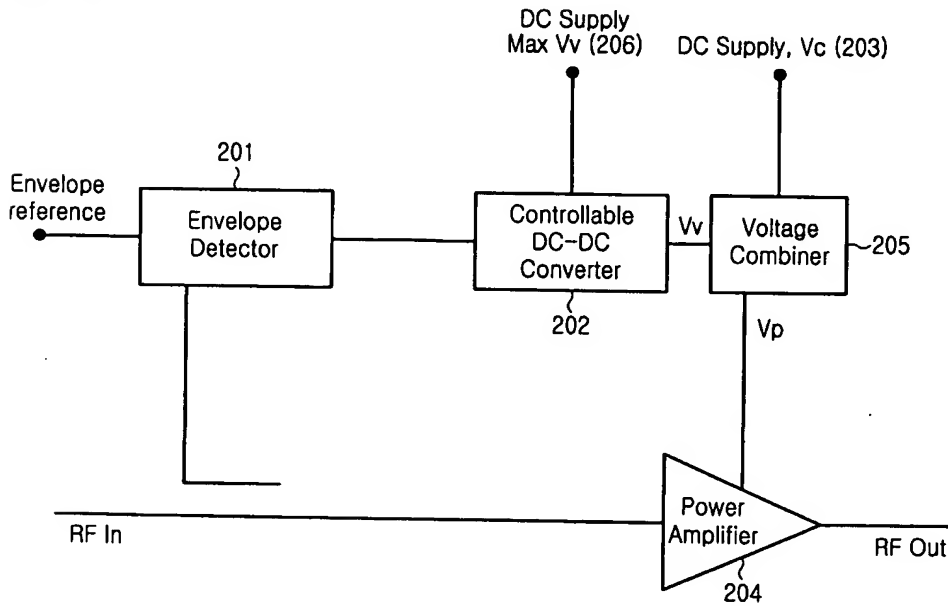 DC Supply
Max Vv (206)
DC Supply, Vc (203)
201
Envelope
reference
Envelope
Detector
Controllable
DC-DC
Converter
Vv
Voltage
Combiner
205
202
Vp
Power
Amplifier
RF In
RF Out
204